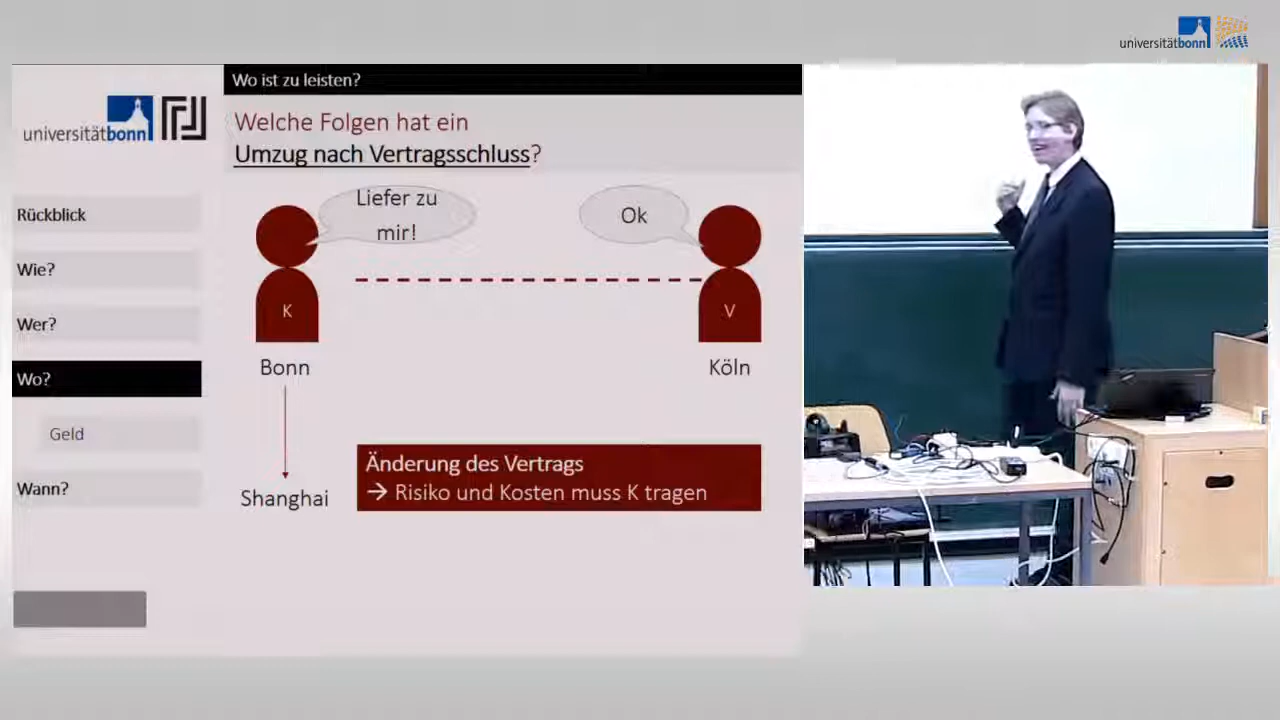 universitätbonn
Wo ist zu leisten?
universitätbonn
Welche Folgen hat ein
Umzug nach Vertragsschluss?
Rückblick
Wie?
Wer?
Wo?
Geld
Wann?
Liefer zu
mir!
Ok
K
V
Bonn
Köln
Shanghai
Änderung des Vertrags
→ Risiko und Kosten muss K tragen